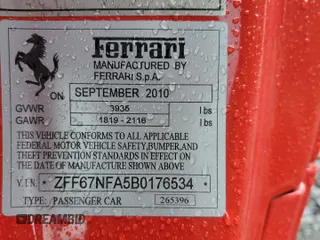 Ferrari
MANUFACTURED BY
FERRARI S.p.A.
ON SEPTEMBER 2010
GVWR 3935 lbs
GAWR 1819 - 2116 lbs
THIS VEHICLE CONFORMS TO ALL APPLICABLE
FEDERAL MOTOR VEHICLE SAFETY, BUMPER, AND
THEFT PREVENTION STANDARDS IN EFFECT ON THE
DATE OF MANUFACTURE SHOWN ABOVE
V.I.N. ZFF67NFA5B0176534
TYPE: PASSENGER CAR 265396
DREAMBID